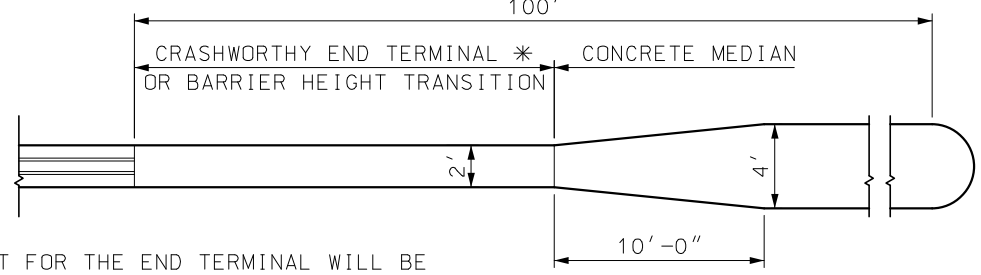 100'
CRASHWORTHY END TERMINAL * CONCRETE MEDIAN
OR BARRIER HEIGHT TRANSITION
2'
4'
10'-0"
FOR THE END TERMINAL WILL BE